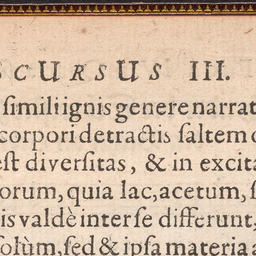 SCURSUS III.
simili ignis genere narrat
corpori detractis saltem
est diversitas, & in excita
orum, quia lac, acetum,
is valdè inter se differunt,
solùm, sed & ipsa materia a